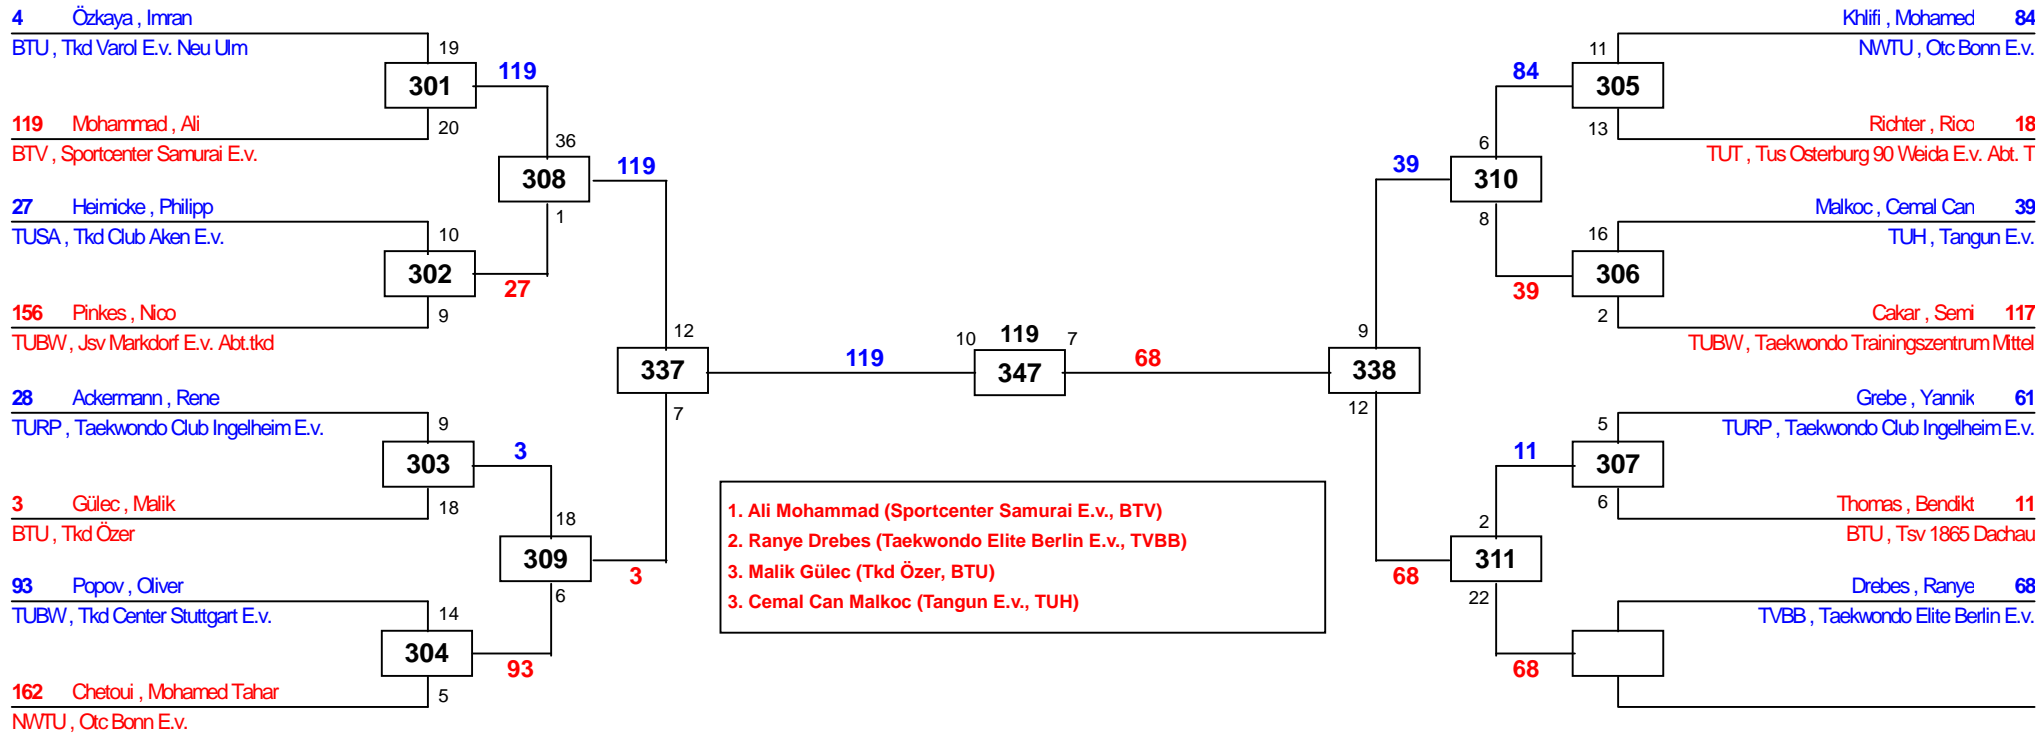 4 Özkaya , Imran
BTU , Tkd Varol E.v. Neu Ulm
19
301
119
20
119 Mohammad , Ali
BTV , Sportcenter Samurai E.v.
36
308
119
1
27 Heimicke , Philipp
TUSA , Tkd Club Aken E.v.
10
302
27
9
156 Pinkes , Nico
TUBW , Jsv Markdorf E.v. Abt.tkd
12
337
119
7
28 Ackermann , Rene
TURP , Taekwondo Club Ingelheim E.v.
9
303
3
18
3 Gülec , Malik
BTU , Tkd Özer
18
309
3
6
93 Popov , Oliver
TUBW , Tkd Center Stuttgart E.v.
14
304
93
5
162 Chetoui , Mohamed Tahar
NWTU , Otc Bonn E.v.
10 119 7
347
68
1. Ali Mohammad (Sportcenter Samurai E.v., BTV)
2. Ranye Drebes (Taekwondo Elite Berlin E.v., TVBB)
3. Malik Gülec (Tkd Özer, BTU)
3. Cemal Can Malkoc (Tangun E.v., TUH)
Khlifi , Mohamed 84
NWTU , Otc Bonn E.v.
11
84
305
13
Richter , Rico 18
TUT , Tus Osterburg 90 Weida E.v. Abt. T
6
39
310
8
Malkoc , Cemal Can 39
TUH , Tangun E.v.
16
306
39
2
Cakar , Semi 117
TUBW , Taekwondo Trainingszentrum Mittel
9
338
12
Grebe , Yannik 61
TURP , Taekwondo Club Ingelheim E.v.
5
11
307
6
Thomas , Bendikt 11
BTU , Tsv 1865 Dachau
2
311
68
22
Drebes , Ranye 68
TVBB , Taekwondo Elite Berlin E.v.
68